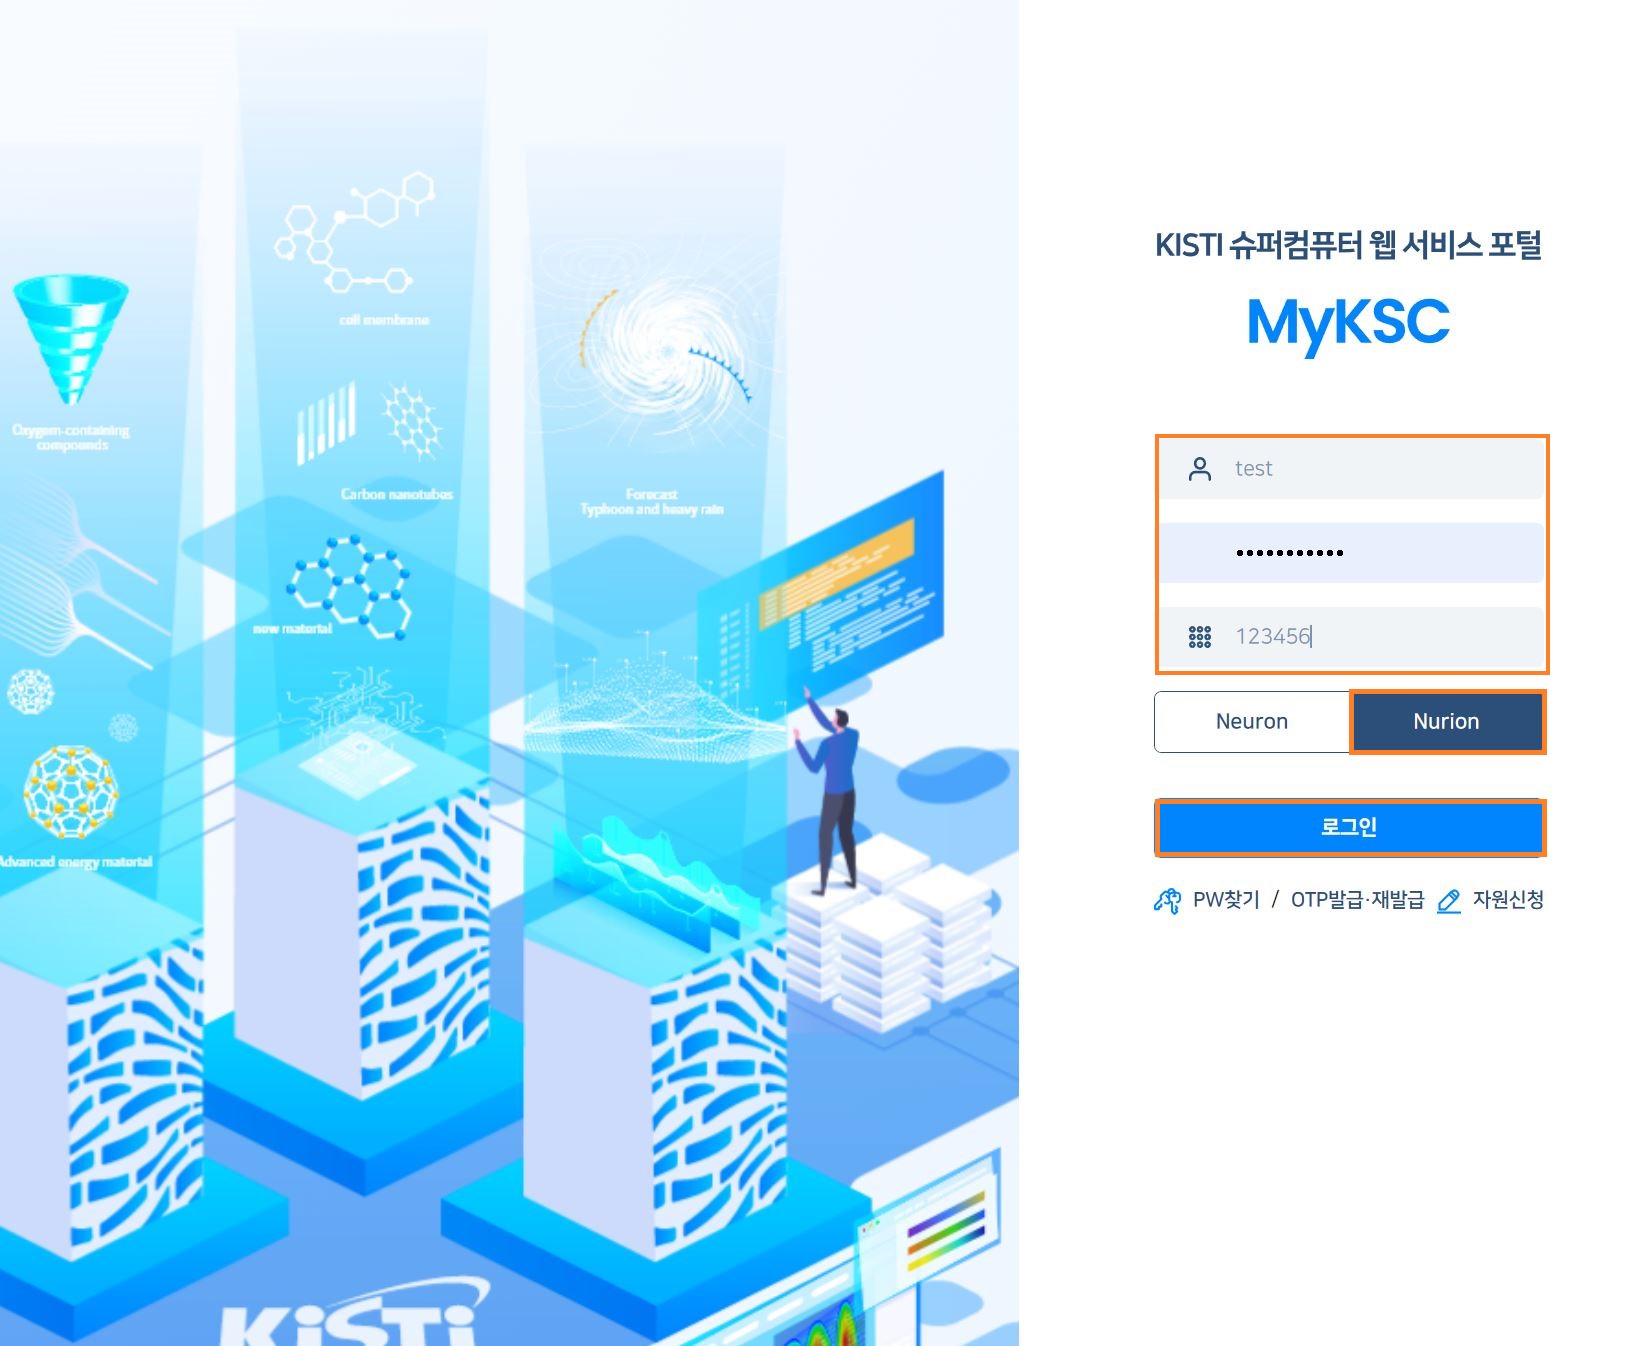 cell membrane
Oxygem-containing
compounds
Carbon nanotubes
Forecast
Typhoon and heavy rain
new material
Advanced energy material
KiSTi
KISTI 슈퍼컴퓨터 웹 서비스 포털
MyKSC
test
•••••••••••
123456
Neuron
Nurion
로그인
PW찾기 / OTP발급·재발급 자원신청